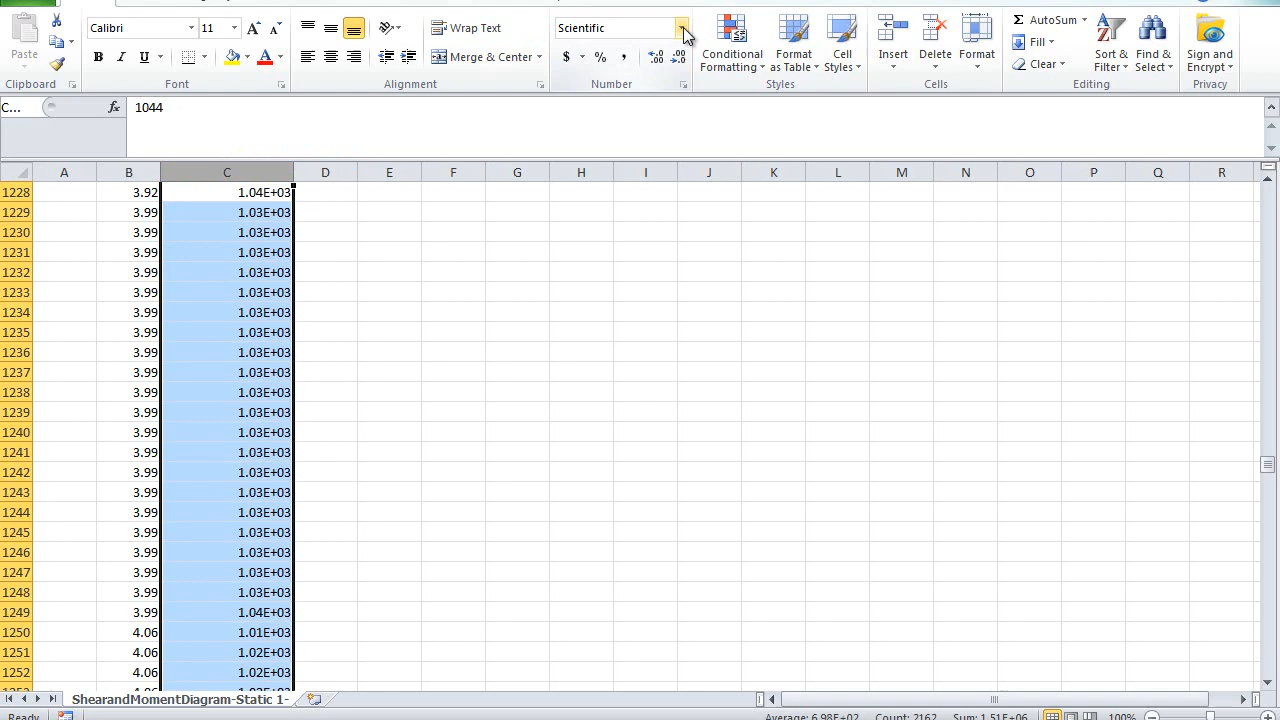 Calibri 11 Wrap Text Scientific AutoSum
Paste B I U A Merge & Center $ % , Conditional Formatting Format as Table Cell Styles Insert Delete Format Fill Clear Sort & Filter Find & Select Sign and Encrypt
Clipboard Font Alignment Number Styles Cells Editing Privacy
C... fx 1044
A B C D E F G H I J K L M N O P Q R
1228 3.92 1.04E+03
1229 3.99 1.03E+03
1230 3.99 1.03E+03
1231 3.99 1.03E+03
1232 3.99 1.03E+03
1233 3.99 1.03E+03
1234 3.99 1.03E+03
1235 3.99 1.03E+03
1236 3.99 1.03E+03
1237 3.99 1.03E+03
1238 3.99 1.03E+03
1239 3.99 1.03E+03
1240 3.99 1.03E+03
1241 3.99 1.03E+03
1242 3.99 1.03E+03
1243 3.99 1.03E+03
1244 3.99 1.03E+03
1245 3.99 1.03E+03
1246 3.99 1.03E+03
1247 3.99 1.03E+03
1248 3.99 1.03E+03
1249 3.99 1.04E+03
1250 4.06 1.01E+03
1251 4.06 1.02E+03
1252 4.06 1.02E+03
ShearandMomentDiagram-Static 1-
Ready Average: 6.98E+02 Count: 2162 Sum: 1.51E+06 100%